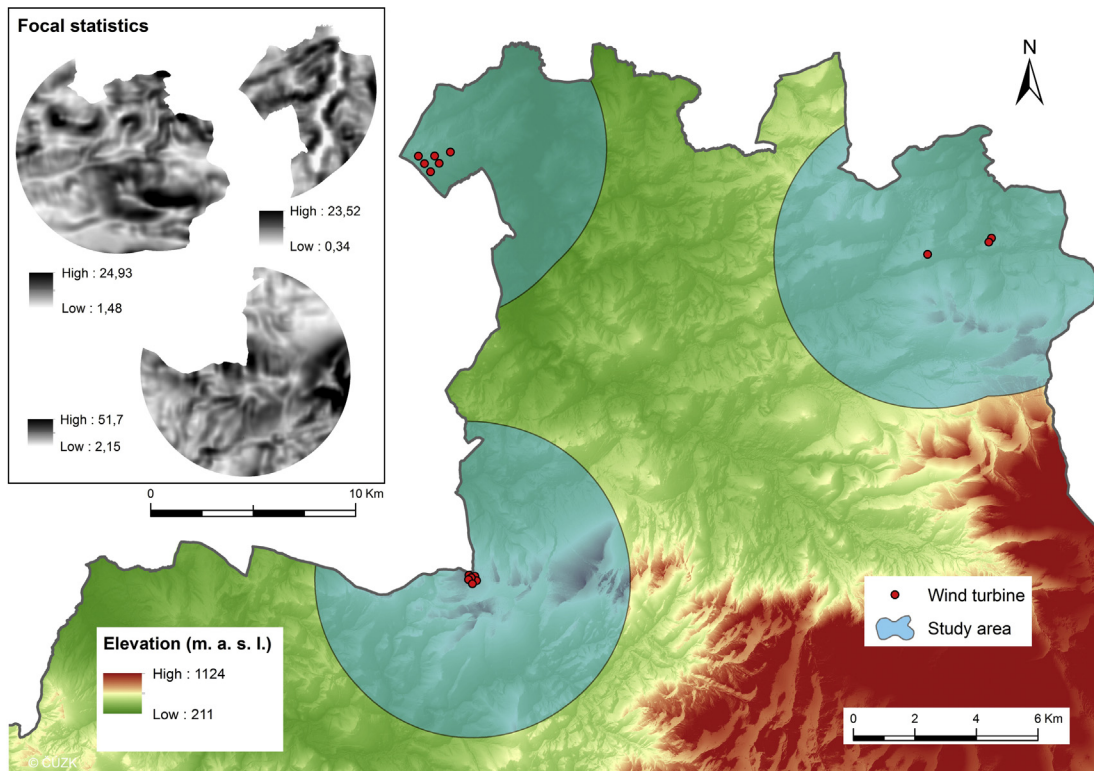 Focal statistics
High : 23,52
Low : 0,34
High : 24,93
Low : 1,48
High : 51,7
Low : 2,15
0 10 Km
N
Wind turbine
Study area
Elevation (m. a. s. l.)
High : 1124
Low : 211
0 2 4 6 Km
© ČÚZK